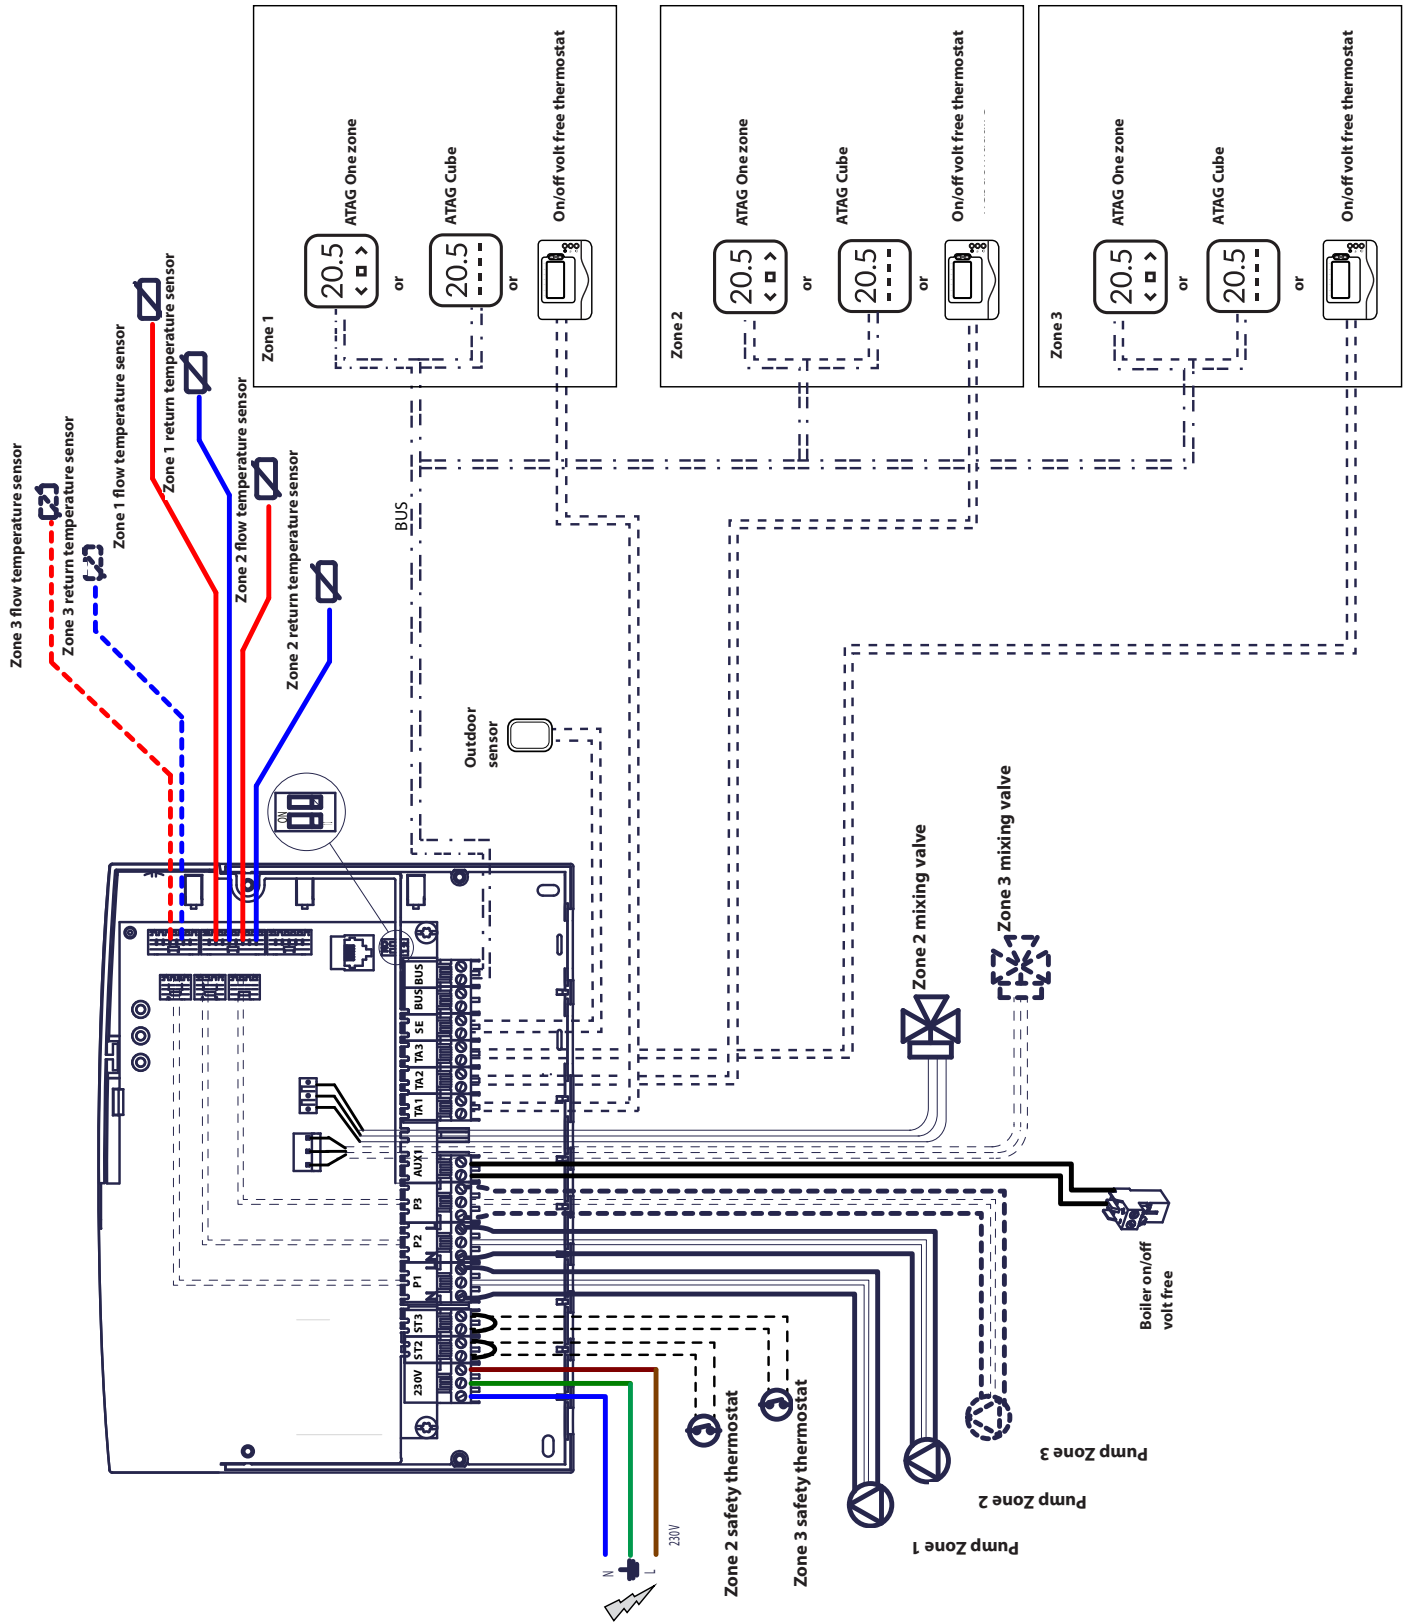 Zone 3 flow temperature sensor
Zone 3 return temperature sensor
Zone 1 flow temperature sensor
Zone 1 return temperature sensor
Zone 2 flow temperature sensor
Zone 2 return temperature sensor
Zone 1
20.5
ATAG One zone
or
20.5
ATAG Cube
or
On/off volt free thermostat
Zone 2
20.5
ATAG One zone
or
20.5
ATAG Cube
or
On/off volt free thermostat
Zone 3
20.5
ATAG One zone
or
20.5
ATAG Cube
or
On/off volt free thermostat
BUS
Outdoor
sensor
ON
230V
ST2
ST3
P1
P2
P3
AUX1
TA1
TA2
TA3
SE
BUS
BUS
N
L
N
L
Zone 2 mixing valve
Zone 3 mixing valve
Boiler on/off
volt free
Pump Zone 3
Pump Zone 2
Pump Zone 1
Zone 2 safety thermostat
Zone 3 safety thermostat
N
L
230V